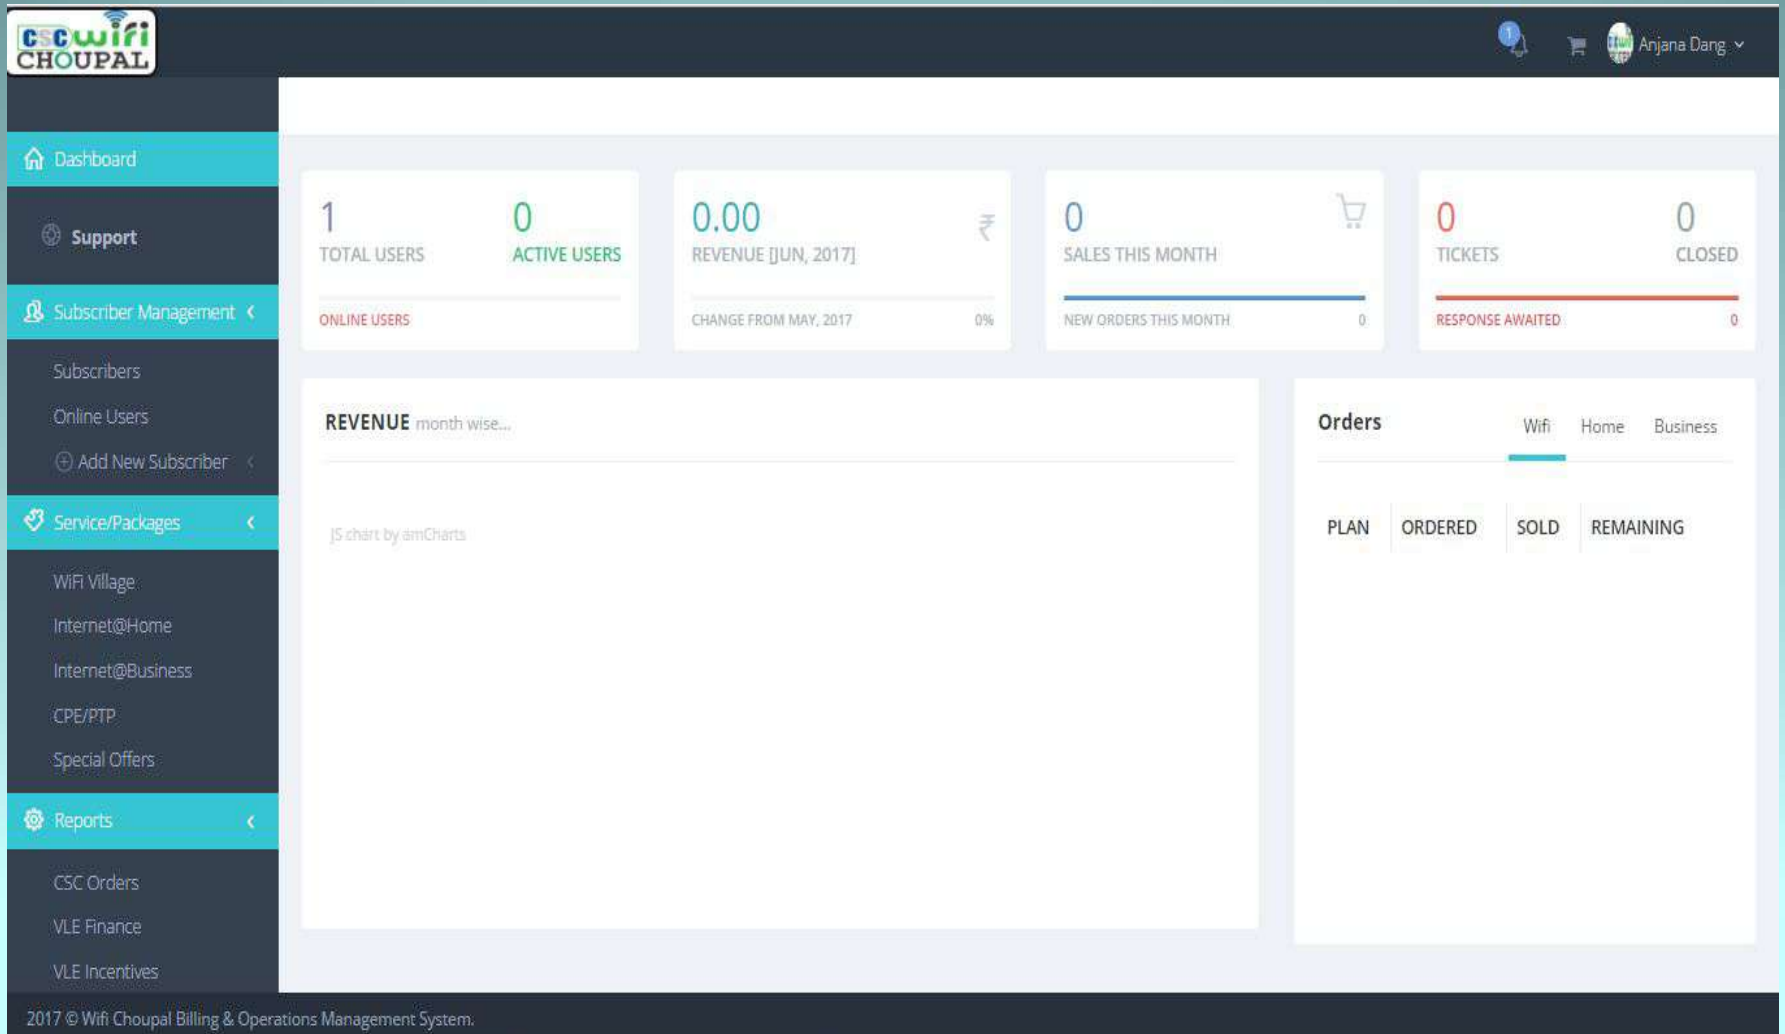 CSC wifi
CHOUPAL
1
Anjana Dang
Dashboard
Support
Subscriber Management
Subscribers
Online Users
Add New Subscriber
Service/Packages
WiFi Village
Internet@Home
Internet@Business
CPE/PTP
Special Offers
Reports
CSC Orders
VLE Finance
VLE Incentives
1 0
TOTAL USERS ACTIVE USERS
ONLINE USERS
0.00 ₹
REVENUE [JUN, 2017]
CHANGE FROM MAY, 2017 0%
0
SALES THIS MONTH
NEW ORDERS THIS MONTH 0
0 0
TICKETS CLOSED
RESPONSE AWAITED 0
REVENUE month wise...
JS chart by amCharts
Orders Wifi Home Business
PLAN ORDERED SOLD REMAINING
2017 © Wifi Choupal Billing & Operations Management System.